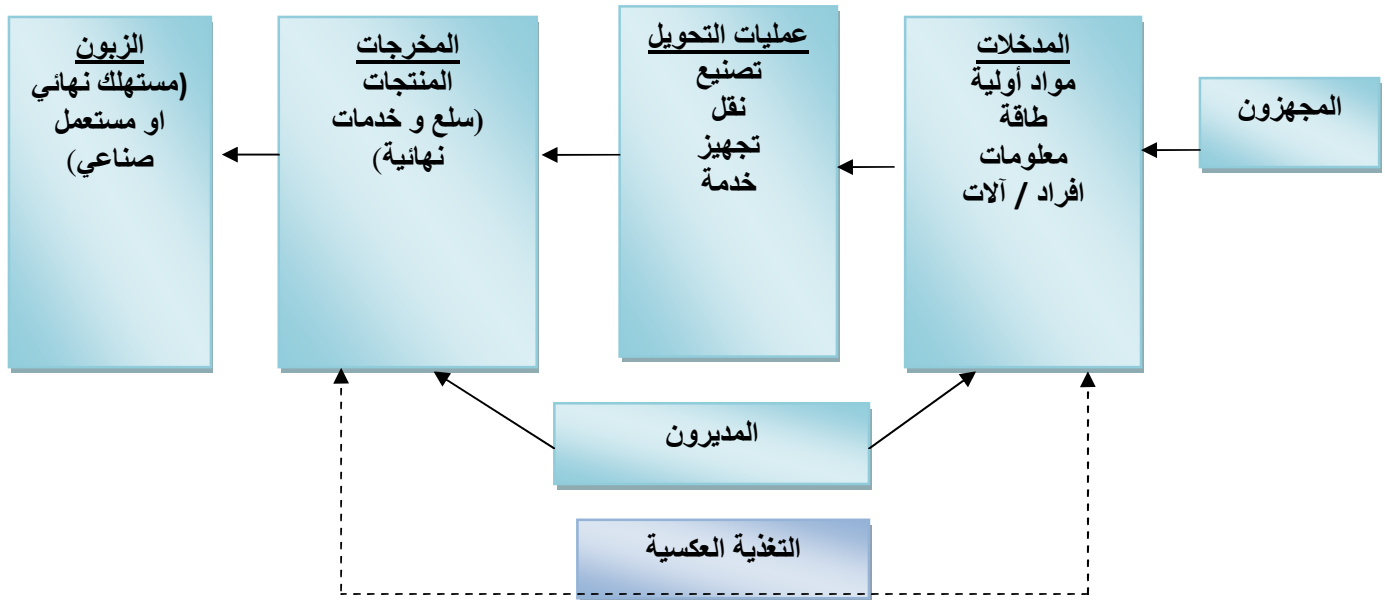 المجهزون
المدخلات
مواد أولية
طاقة
معلومات
افراد / آلات
عمليات التحويل
تصنيع
نقل
تجهيز
خدمة
المخرجات
المنتجات
(سلع و خدمات
نهائية)
الزبون
(مستهلك نهائي
او مستعمل
صناعي)
المديرون
التغذية العكسية